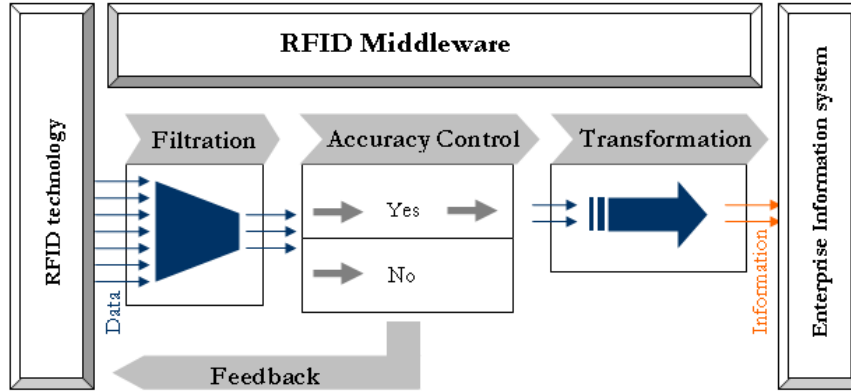 RFID Middleware
RFID technology
Filtration
Accuracy Control
Transformation
Yes
No
Data
Information
Feedback
Enterprise Information system